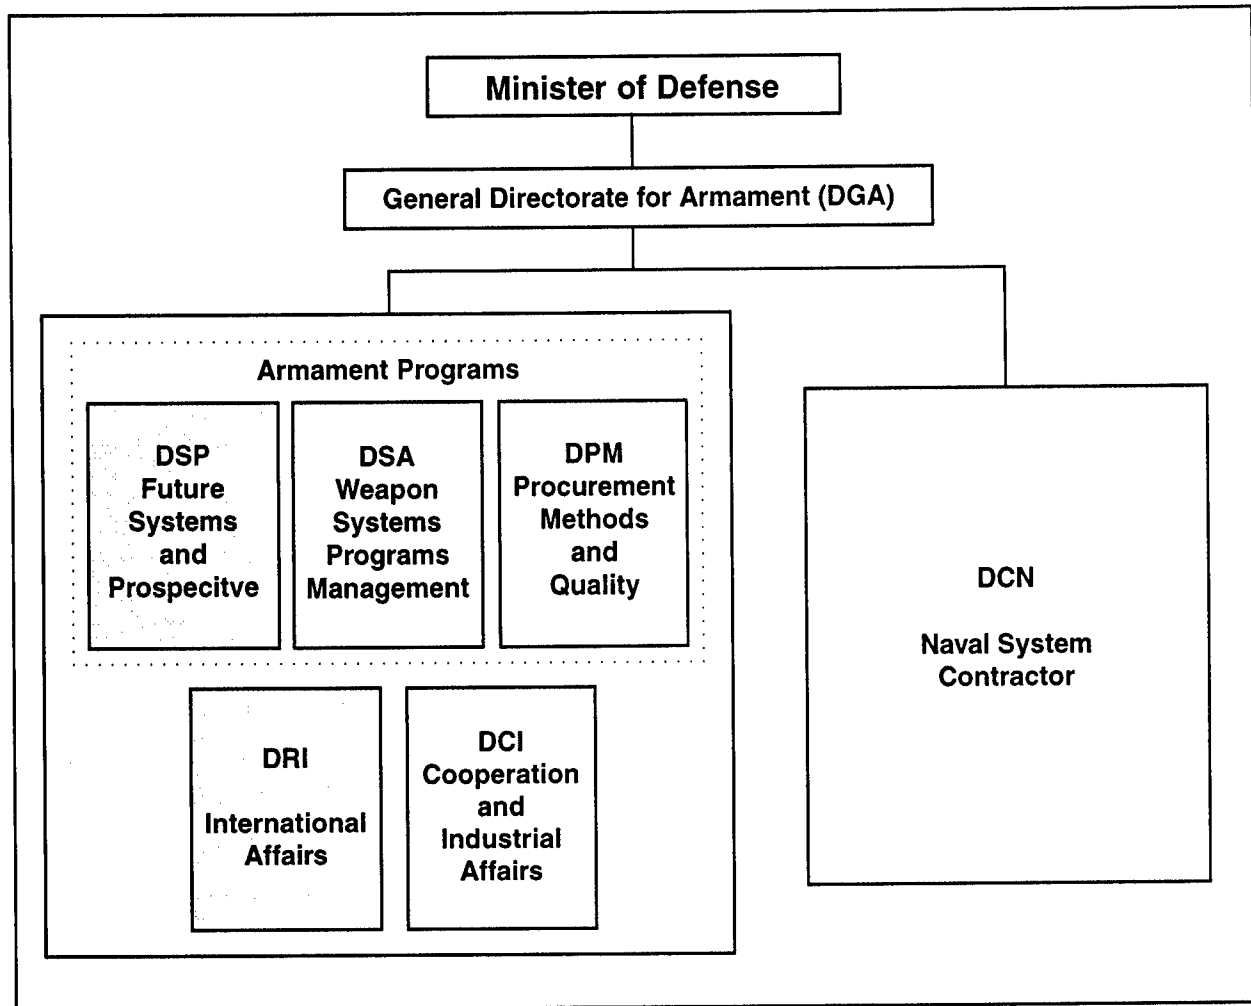 Minister of Defense
General Directorate for Armament (DGA)
Armament Programs
DSP
Future
Systems
and
Prospecitve
DSA
Weapon
Systems
Programs
Management
DPM
Procurement
Methods
and
Quality
DRI
International
Affairs
DCI
Cooperation
and
Industrial
Affairs
DCN
Naval System
Contractor